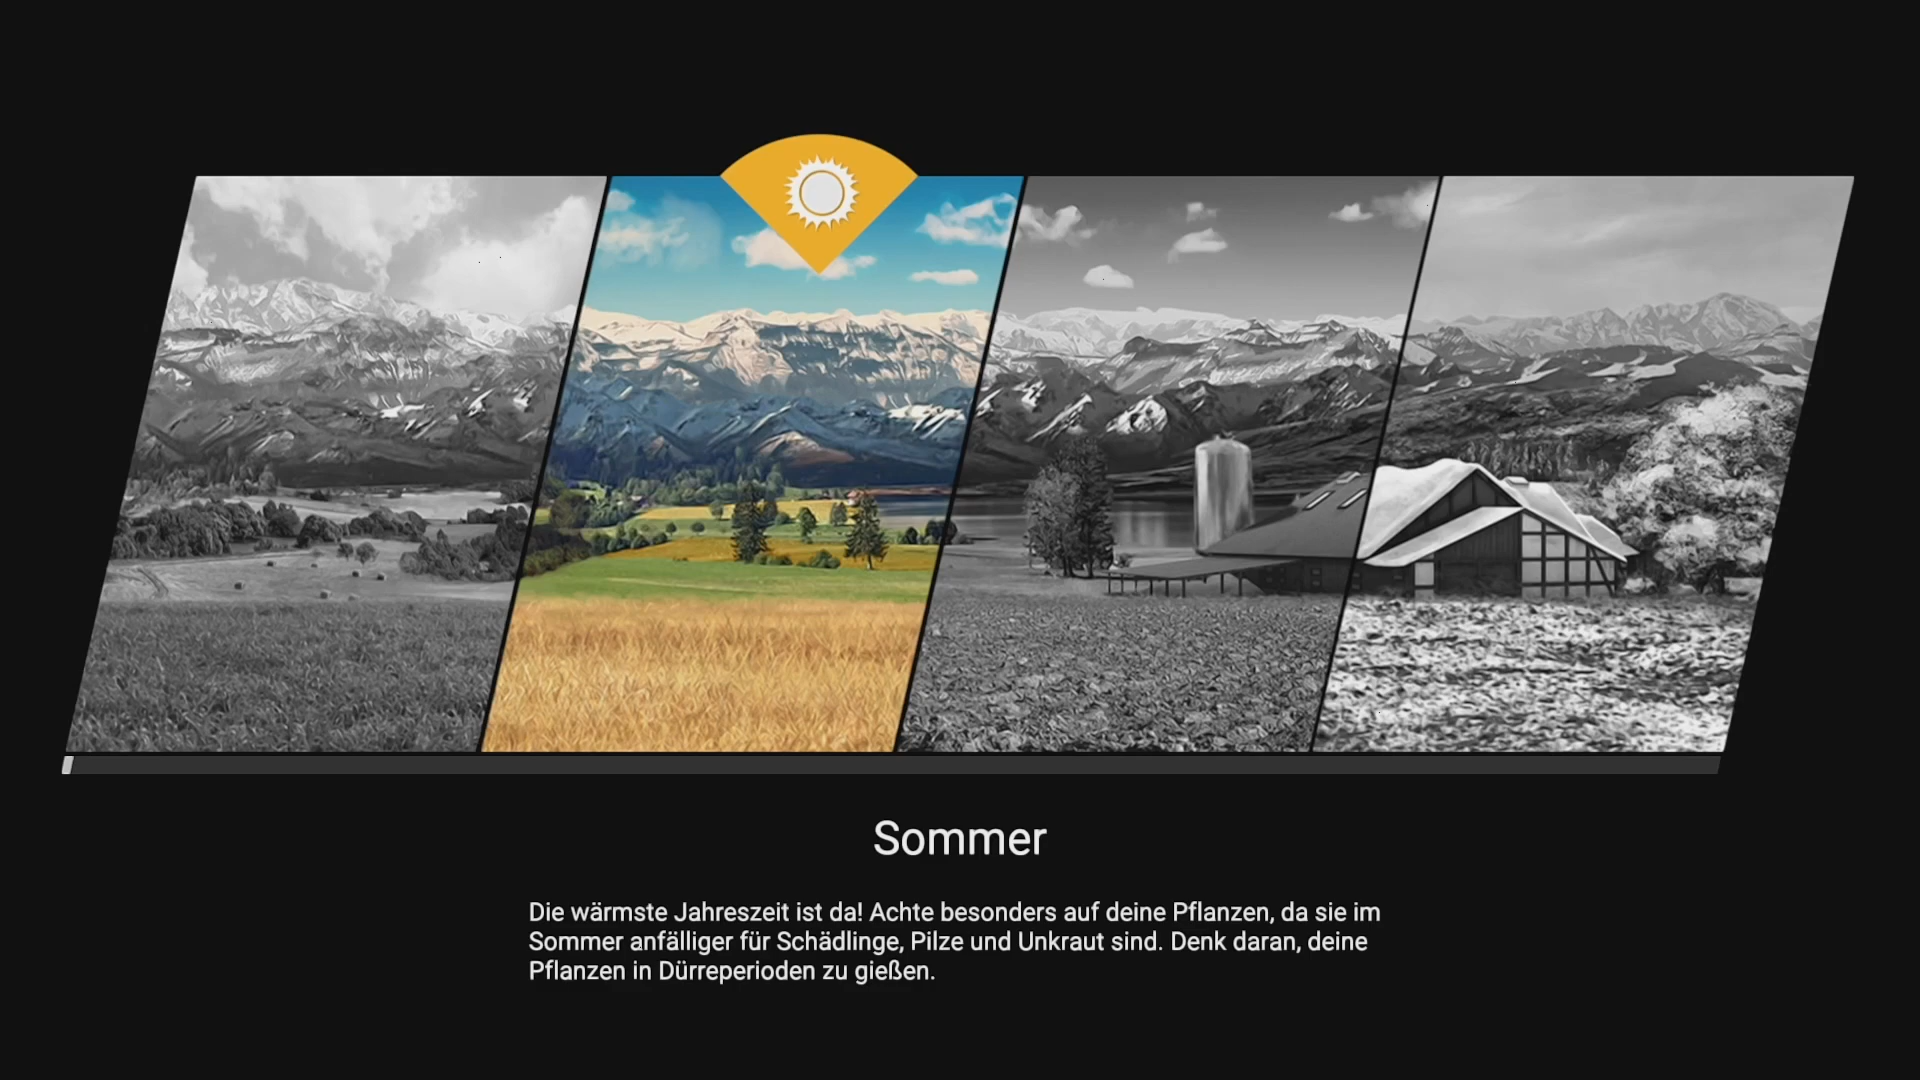 Sommer
Die wärmste Jahreszeit ist da! Achte besonders auf deine Pflanzen, da sie im
Sommer anfälliger für Schädlinge, Pilze und Unkraut sind. Denk daran, deine
Pflanzen in Dürreperioden zu gießen.